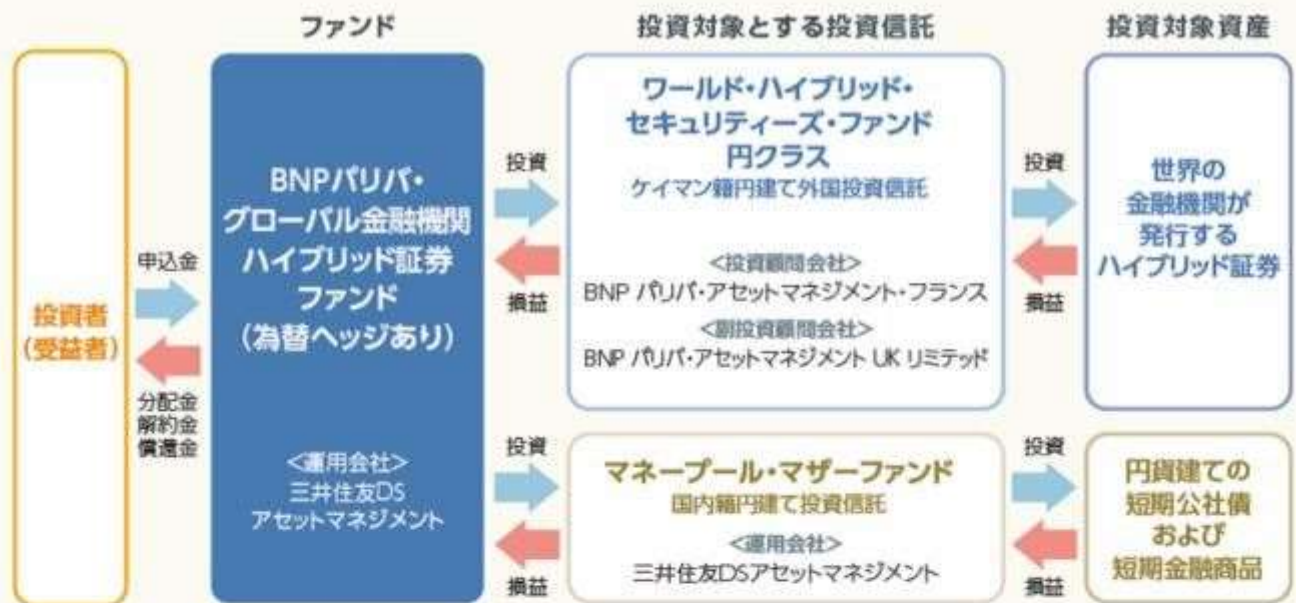 ファンド
投資対象とする投資信託
投資対象資産
投資者
(受益者)
申込金
分配金
解約金
償還金
BNPパリバ・
グローバル金融機関
ハイブリッド証券
ファンド
(為替ヘッジあり)
<運用会社>
三井住友DS
アセットマネジメント
投資
損益
ワールド・ハイブリッド・
セキュリティーズ・ファンド
円クラス
ケイマン籍円建て外国投資信託
<投資顧問会社>
BNP パリバ・アセットマネジメント・フランス
<副投資顧問会社>
BNP パリバ・アセットマネジメント UK リミテッド
投資
損益
世界の
金融機関が
発行する
ハイブリッド証券
投資
損益
マネープール・マザーファンド
国内籍円建て投資信託
<運用会社>
三井住友DSアセットマネジメント
投資
損益
円貨建ての
短期公社債
および
短期金融商品